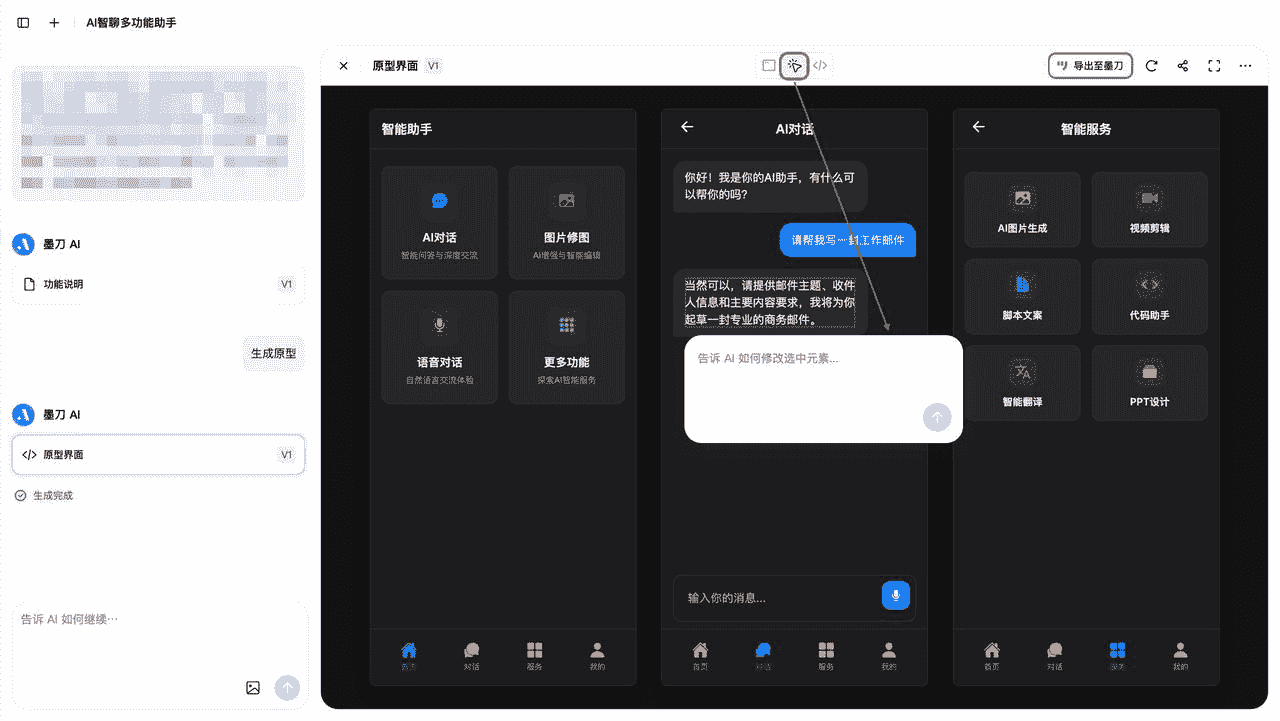 AI智聊多功能助手
墨刀 AI
功能说明
V1
生成原型
墨刀 AI
原型界面
V1
生成完成
告诉 AI 如何继续…
原型界面
V1
导出至墨刀
智能助手
AI对话
智能问答与深度交流
图片修图
AI增强与智能编辑
语音对话
自然语言交流体验
更多功能
探索AI智能服务
首页
对话
服务
我的
AI对话
你好！我是你的AI助手，有什么可
以帮你的吗？
请帮我写一封工作邮件
当然可以，请提供邮件主题、收件
人信息和主要内容要求，我将为你
起草一封专业的商务邮件。
告诉 AI 如何修改选中元素...
输入你的消息...
首页
对话
服务
我的
智能服务
AI图片生成
视频剪辑
脚本文案
代码助手
智能翻译
PPT设计
首页
对话
服务
我的